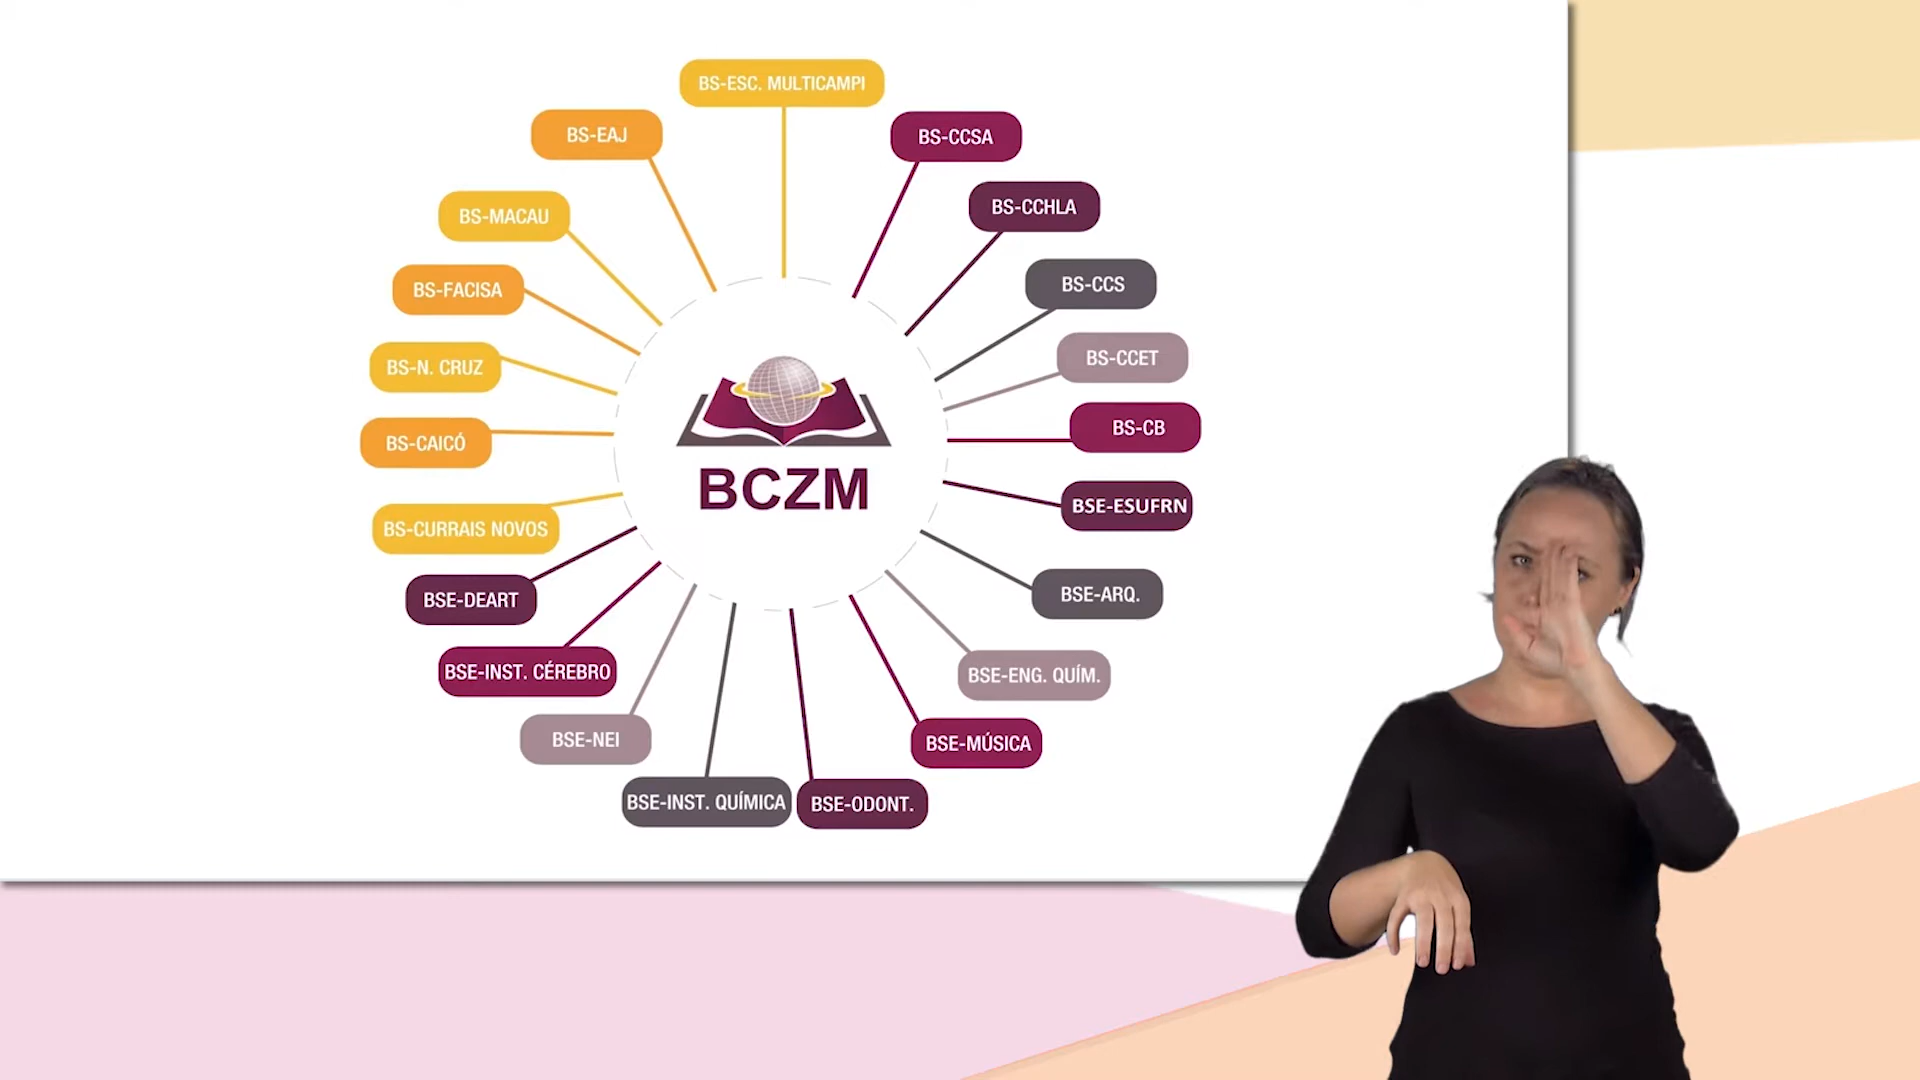 BS-ESC. MULTICAMPI
BS-EAJ
BS-CCSA
BS-MACAU
BS-CCHLA
BS-FACISA
BS-CCS
BS-N. CRUZ
BS-CCET
BS-CAICÓ
BS-CB
BCZM
BS-CURRAIS NOVOS
BSE-ESUFRN
BSE-DEART
BSE-ARQ.
BSE-INST. CÉREBRO
BSE-ENG. QUÍM.
BSE-NEI
BSE-MÚSICA
BSE-INST. QUÍMICA
BSE-ODONT.